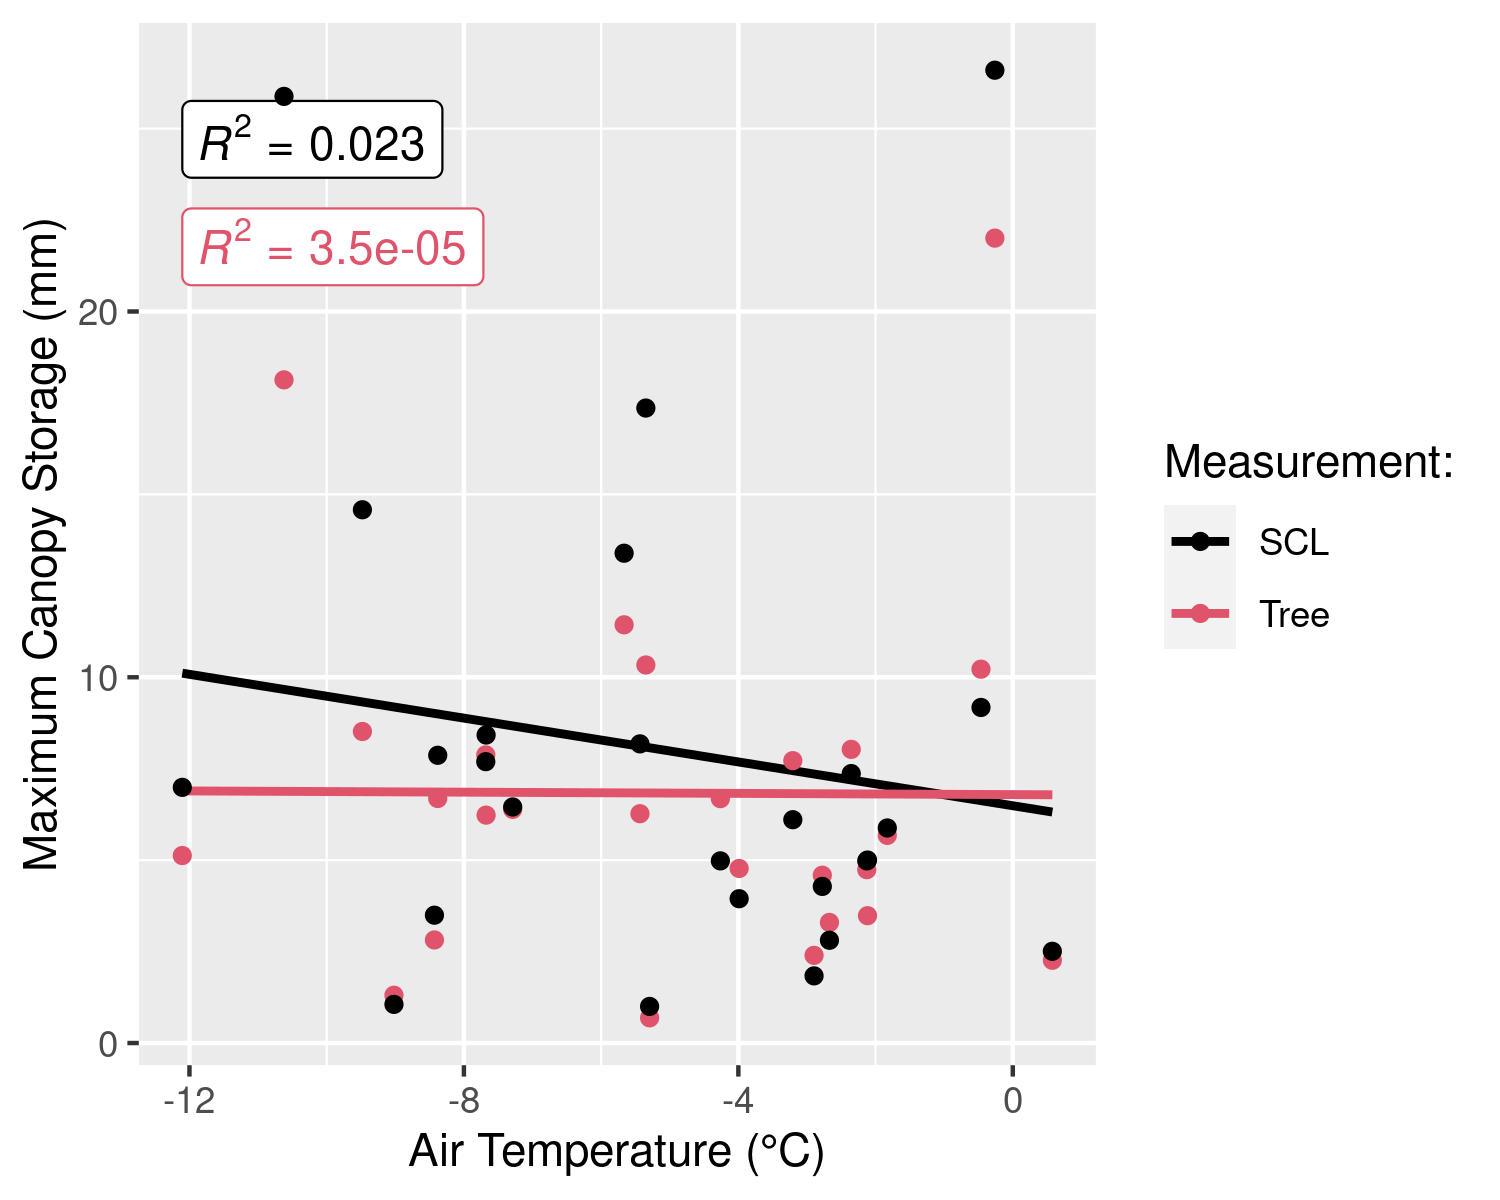 R² = 0.023
R² = 3.5e-05
Maximum Canopy Storage (mm)
20
10
0
-12
-8
-4
0
Air Temperature (°C)
Measurement:
SCL
Tree